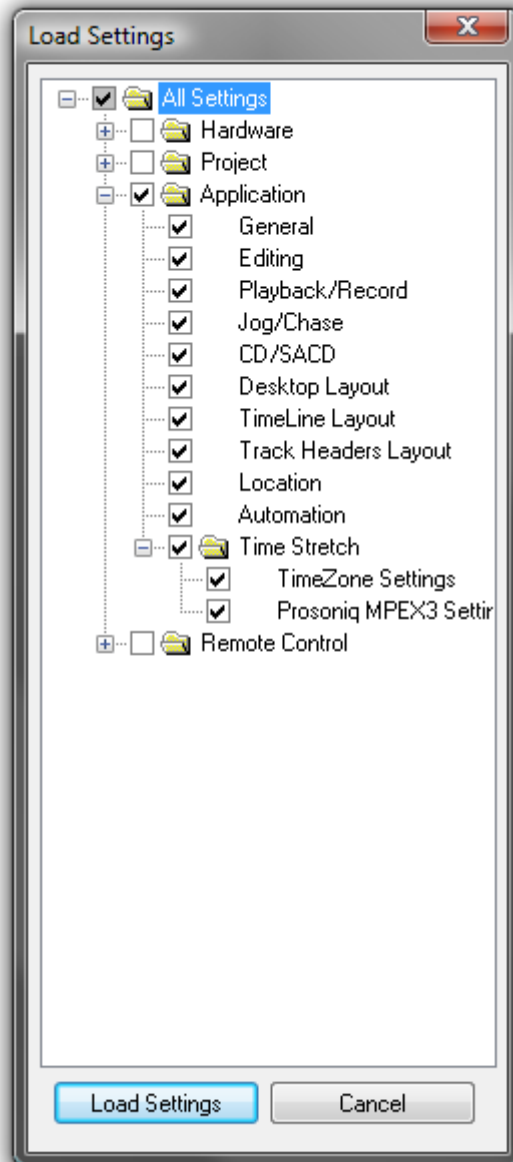 Load Settings
All Settings
Hardware
Project
Application
General
Editing
Playback/Record
Jog/Chase
CD/SACD
Desktop Layout
TimeLine Layout
Track Headers Layout
Location
Automation
Time Stretch
TimeZone Settings
Prosoniq MPEX3 Settir
Remote Control
Load Settings
Cancel